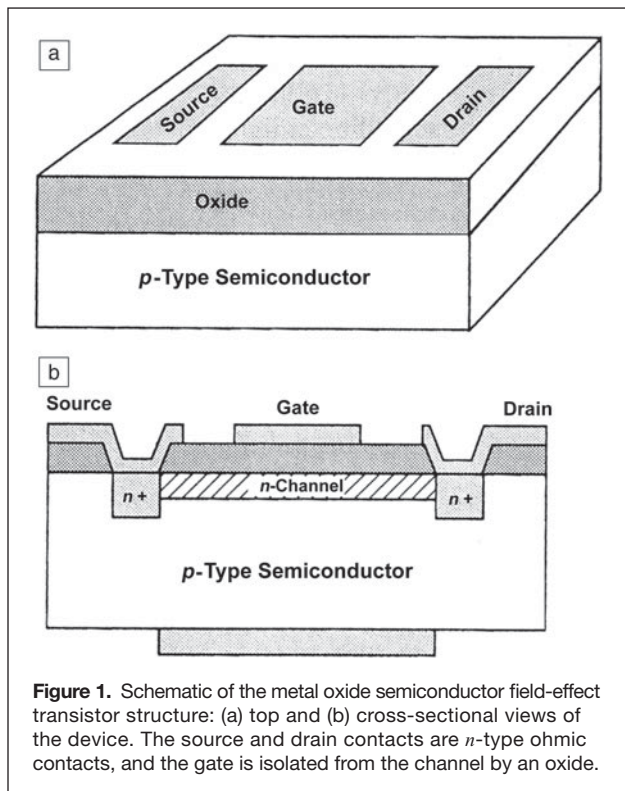 a
Source
Gate
Drain
Oxide
p-Type Semiconductor
b
Source Gate Drain
n + n-Channel n +
p-Type Semiconductor
Figure 1. Schematic of the metal oxide semiconductor field-effect
transistor structure: (a) top and (b) cross-sectional views of
the device. The source and drain contacts are n-type ohmic
contacts, and the gate is isolated from the channel by an oxide.